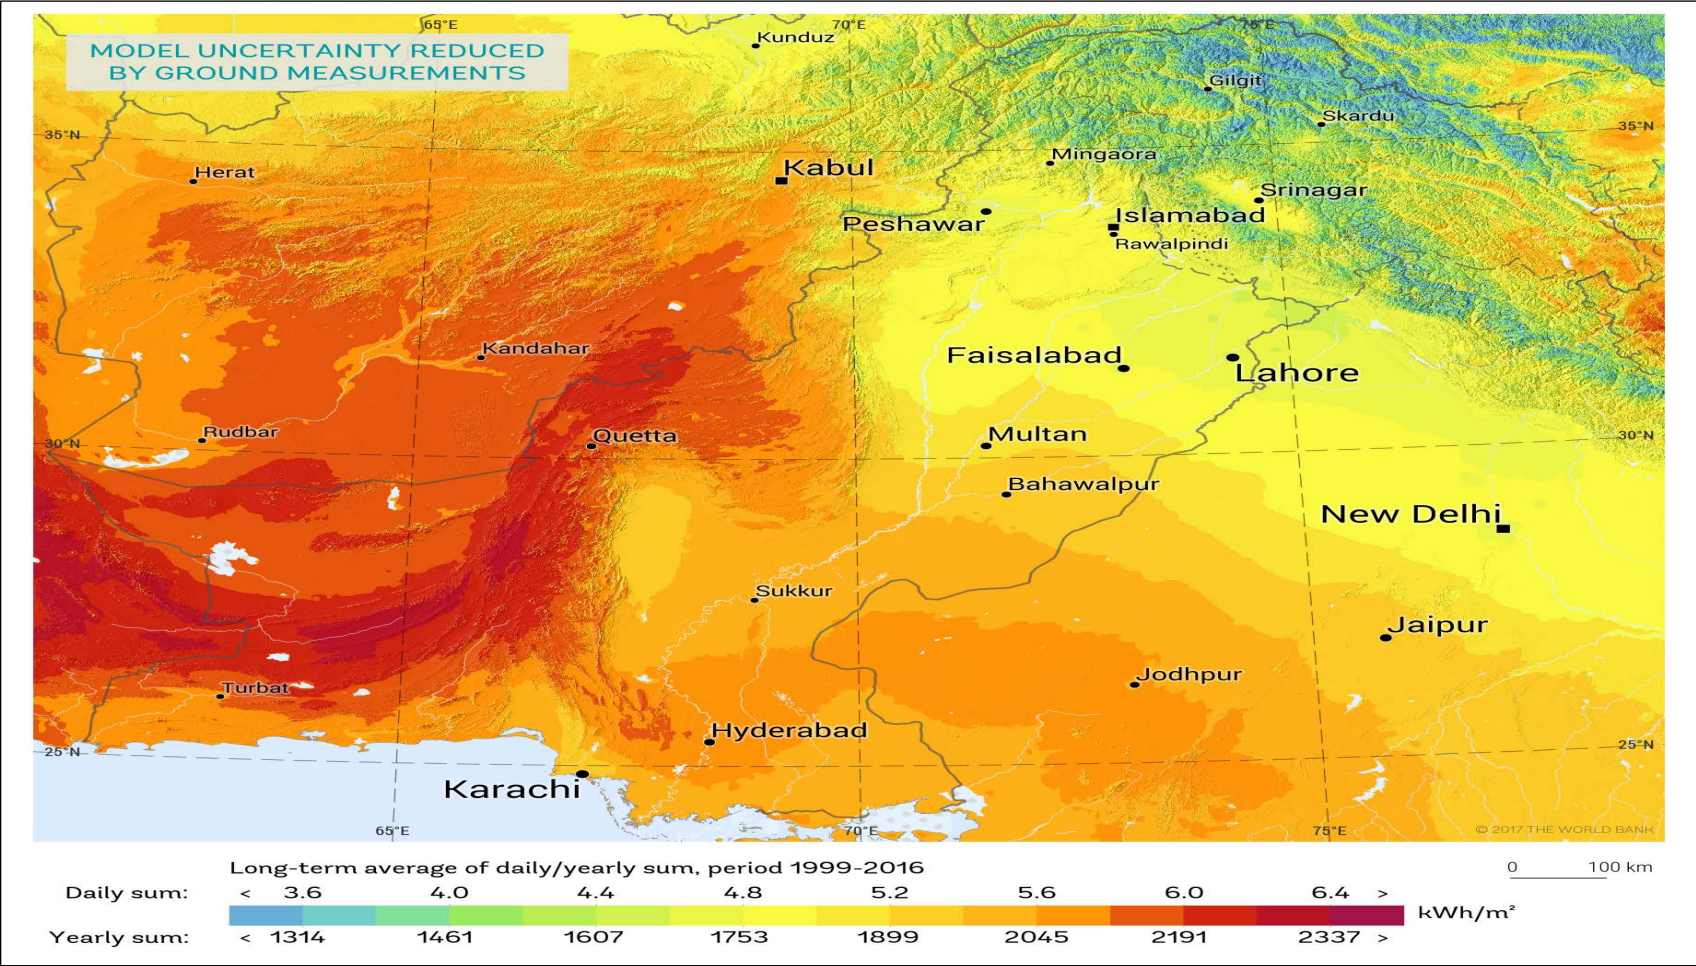 65°E
70°E
75°E
MODEL UNCERTAINTY REDUCED
BY GROUND MEASUREMENTS
Kunduz
Gilgit
Skardu
35°N
35°N
Mingaora
Herat
Kabul
Srinagar
Peshawar
Islamabad
Rawalpindi
Kandahar
Faisalabad
Lahore
Rudbar
Quetta
Multan
30°N
30°N
Bahawalpur
New Delhi
Sukkur
Jaipur
Turbat
Jodhpur
Hyderabad
25°N
25°N
Karachi
65°E
70°E
75°E
© 2017 THE WORLD BANK
Long-term average of daily/yearly sum, period 1999-2016
0 100 km
Daily sum: < 3.6 4.0 4.4 4.8 5.2 5.6 6.0 6.4 >
kWh/m²
Yearly sum: < 1314 1461 1607 1753 1899 2045 2191 2337 >